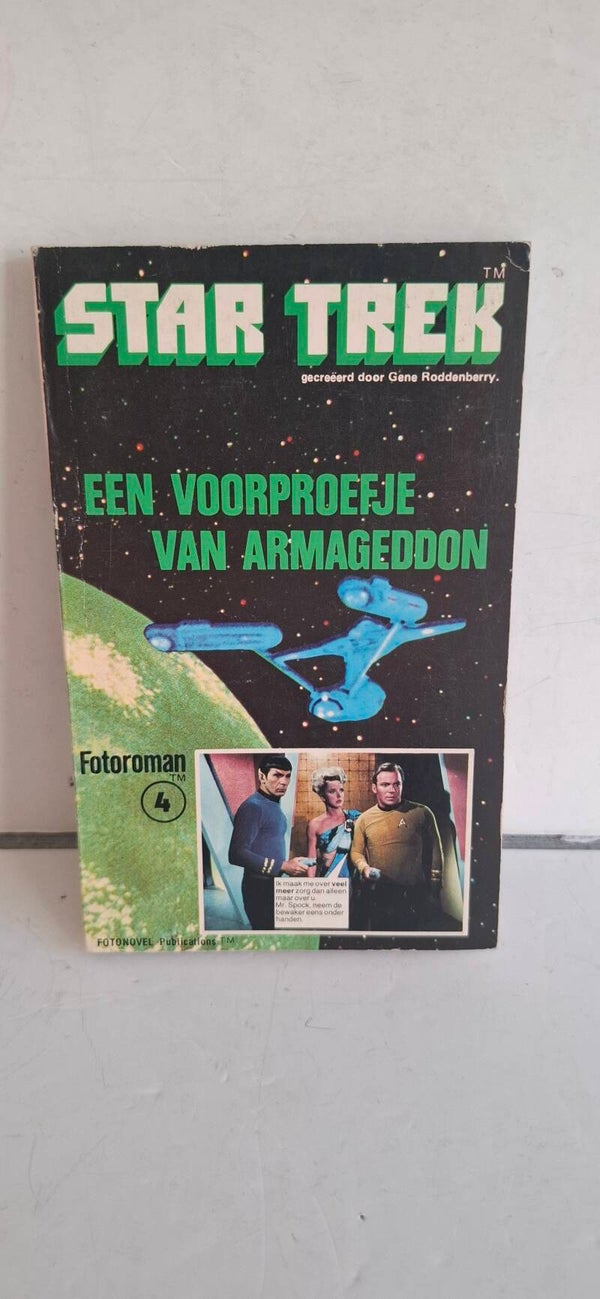 STAR TREK TM
gecreëerd door Gene Roddenberry.
EEN VOORPROEFJE
VAN ARMAGEDDON
Fotoroman
TM
4
Ik maak me over veel
meer zorg dan alleen
maar over u.
Mr. Spock, neem de
bewaker eens onder
handen.
FOTONOVEL Publications TM